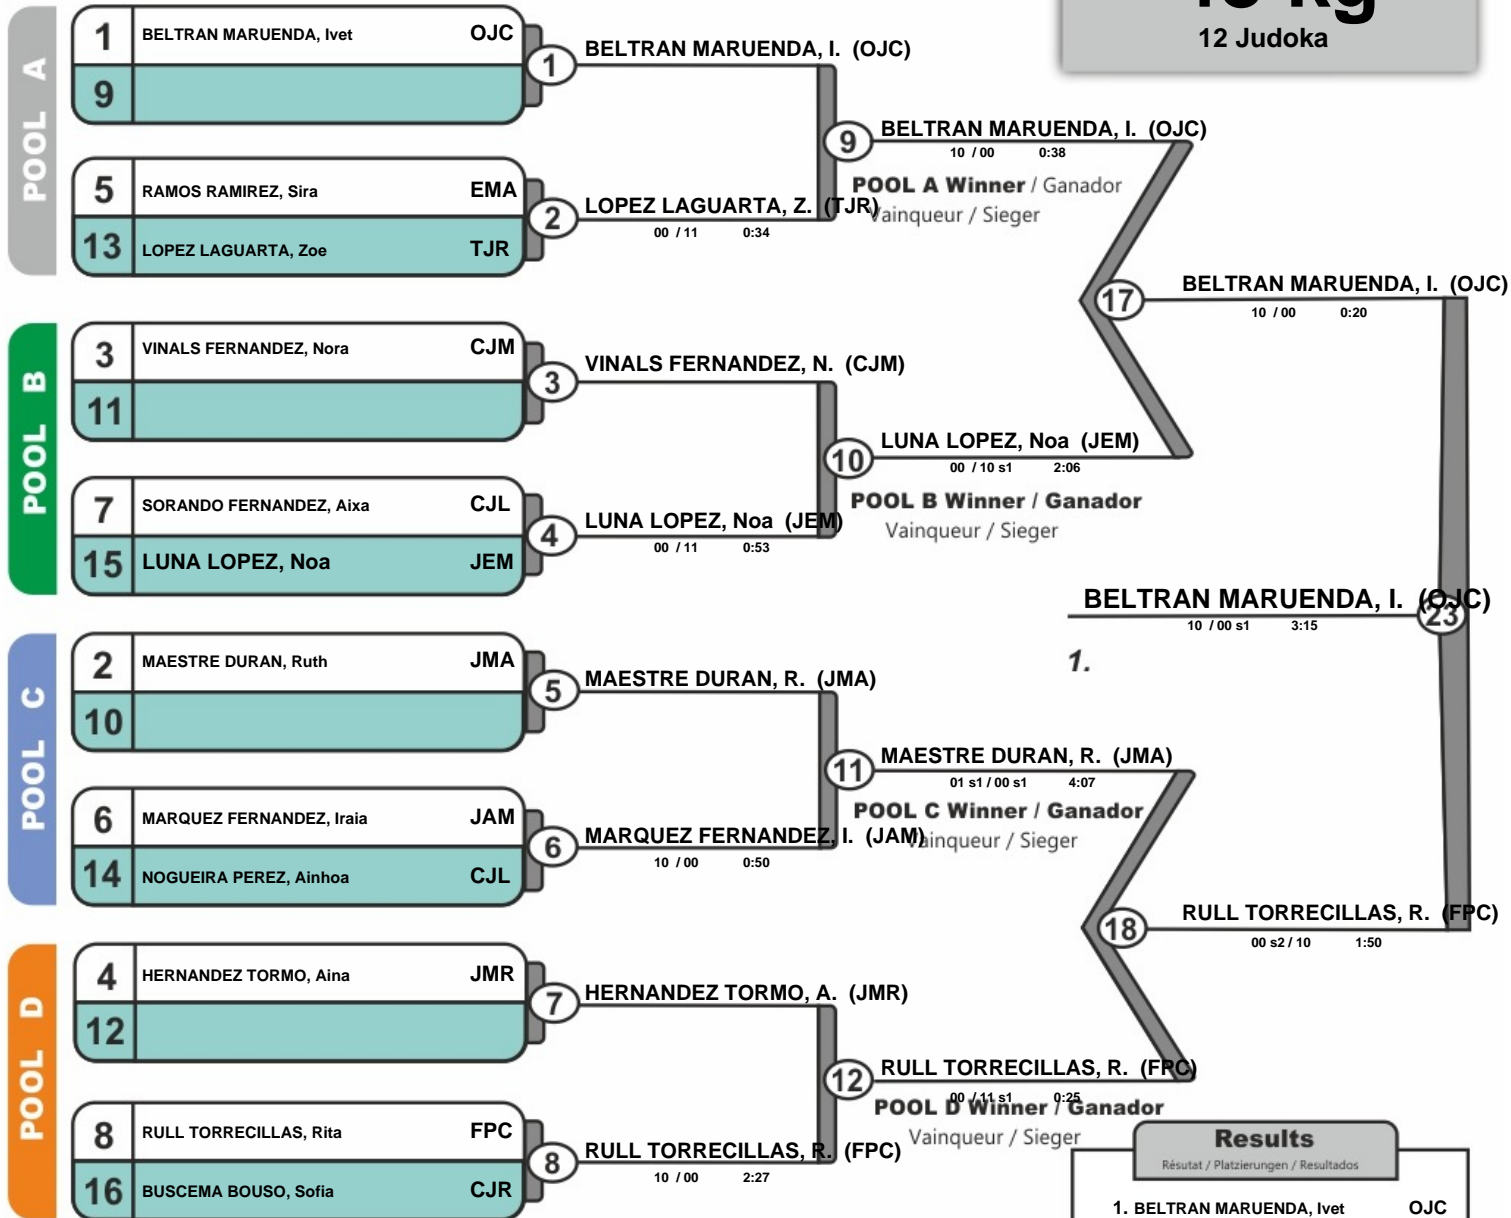 kg
12 Judoka
POOL A
1 BELTRAN MARUENDA, Ivet OJC
9
1
BELTRAN MARUENDA, I. (OJC)
5 RAMOS RAMIREZ, Sira EMA
13 LOPEZ LAGUARTA, Zoe TJR
2
LOPEZ LAGUARTA, Z. (TJR)
00 / 11 0:34
9
BELTRAN MARUENDA, I. (OJC)
10 / 00 0:38
POOL A Winner / Ganador
Vainqueur / Sieger
POOL B
3 VINALS FERNANDEZ, Nora CJM
11
3
VINALS FERNANDEZ, N. (CJM)
7 SORANDO FERNANDEZ, Aixa CJL
15 LUNA LOPEZ, Noa JEM
4
LUNA LOPEZ, Noa (JEM)
00 / 11 0:53
10
LUNA LOPEZ, Noa (JEM)
00 / 10 s1 2:06
POOL B Winner / Ganador
Vainqueur / Sieger
17
BELTRAN MARUENDA, I. (OJC)
10 / 00 0:20
BELTRAN MARUENDA, I. (OJC)
23
10 / 00 s1 3:15
1.
POOL C
2 MAESTRE DURAN, Ruth JMA
10
5
MAESTRE DURAN, R. (JMA)
6 MARQUEZ FERNANDEZ, Iraia JAM
14 NOGUEIRA PEREZ, Ainhoa CJL
6
MARQUEZ FERNANDEZ, I. (JAM)
10 / 00 0:50
11
MAESTRE DURAN, R. (JMA)
01 s1 / 00 s1 4:07
POOL C Winner / Ganador
Vainqueur / Sieger
POOL D
4 HERNANDEZ TORMO, Aina JMR
12
7
HERNANDEZ TORMO, A. (JMR)
8 RULL TORRECILLAS, Rita FPC
16 BUSCEMA BOUSO, Sofia CJR
8
RULL TORRECILLAS, R. (FPC)
10 / 00 2:27
12
RULL TORRECILLAS, R. (FPC)
00 / 11 s1 0:25
POOL D Winner / Ganador
Vainqueur / Sieger
18
RULL TORRECILLAS, R. (FPC)
00 s2 / 10 1:50
Results
Résutat / Platzierungen / Resultados
1. BELTRAN MARUENDA, Ivet OJC